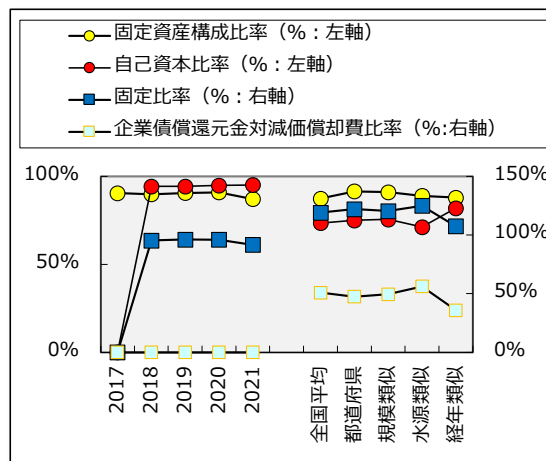 固定資産構成比率（%：左軸）
自己資本比率（%：左軸）
固定比率（%：右軸）
企業債償還元金対減価償却費比率（%:右軸）
100%
50%
0%
150%
100%
50%
0%
2017
2018
2019
2020
2021
全国平均
都道府県
規模類似
水源類似
経年類似